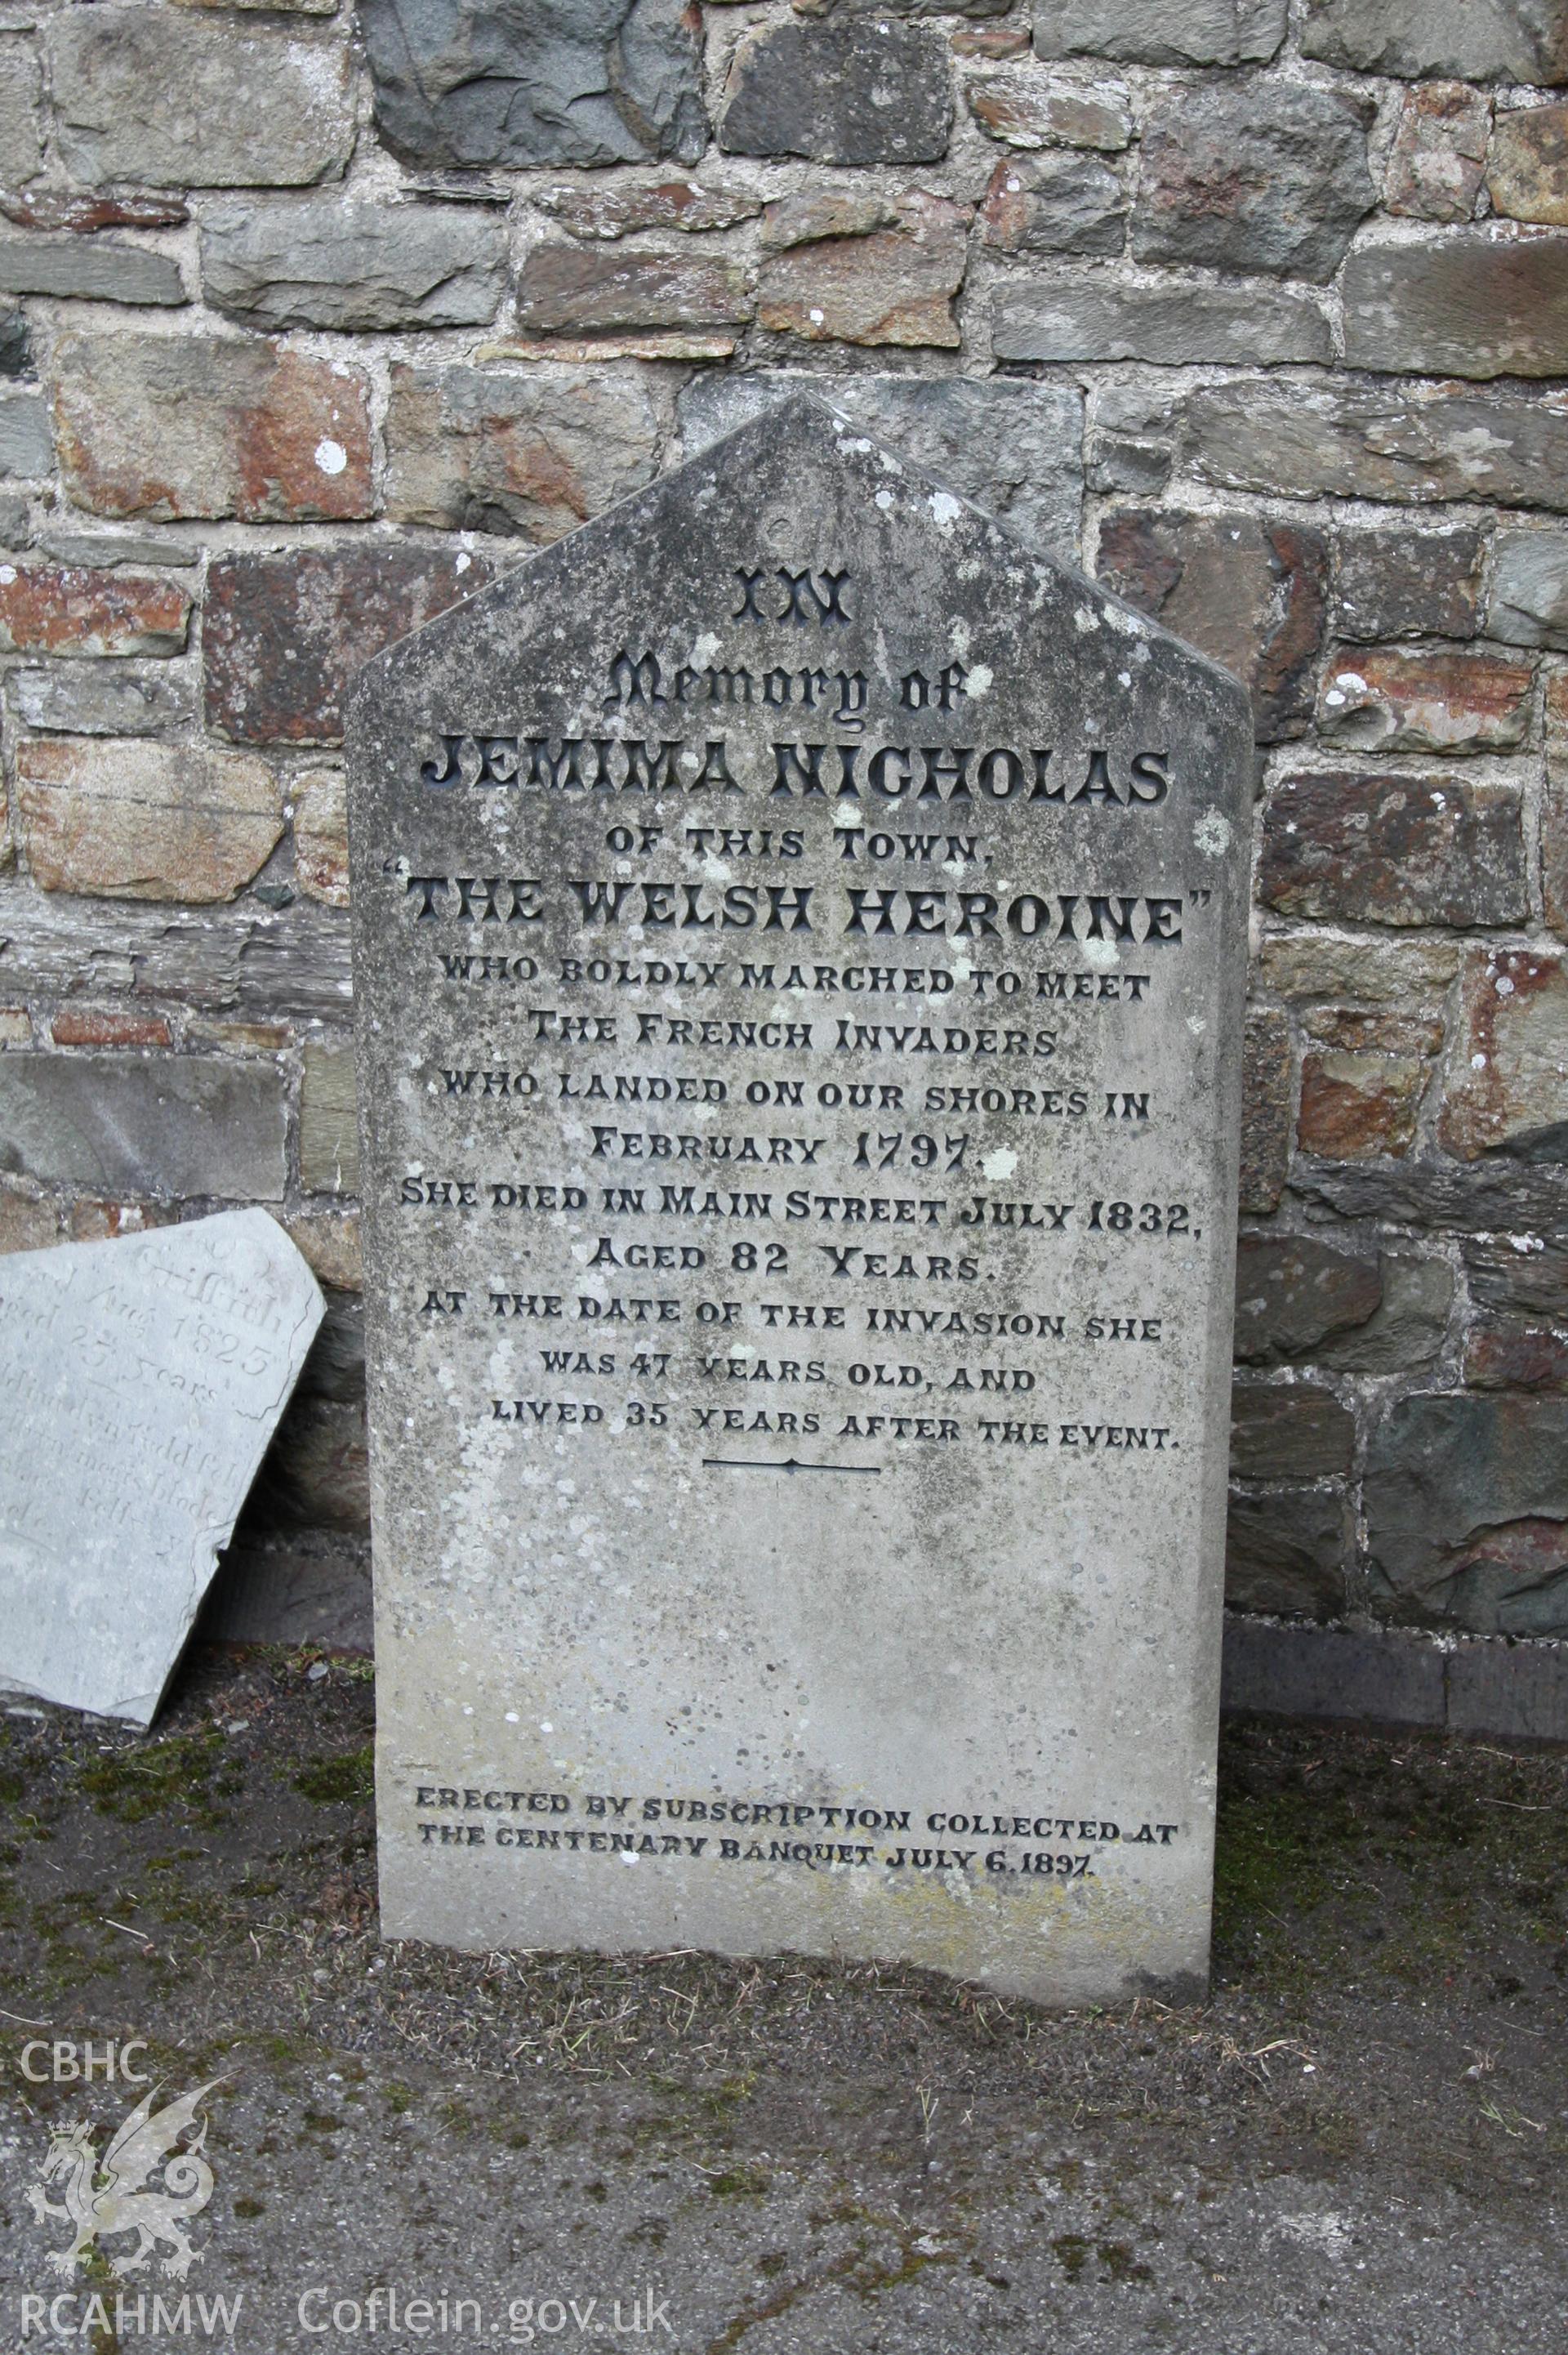 IN
Memory of
JEMIMA NICHOLAS
OF THIS TOWN,
"THE WELSH HEROINE"
WHO BOLDLY MARCHED TO MEET
THE FRENCH INVADERS
WHO LANDED ON OUR SHORES IN
FEBRUARY 1797.
SHE DIED IN MAIN STREET JULY 1832,
AGED 82 YEARS.
AT THE DATE OF THE INVASION SHE
WAS 47 YEARS OLD, AND
LIVED 35 YEARS AFTER THE EVENT.
ERECTED BY SUBSCRIPTION COLLECTED AT
THE CENTENARY BANQUET JULY 6. 1897.
Aug 1825
23 Years
CBHC
RCAHMW Coflein.gov.uk